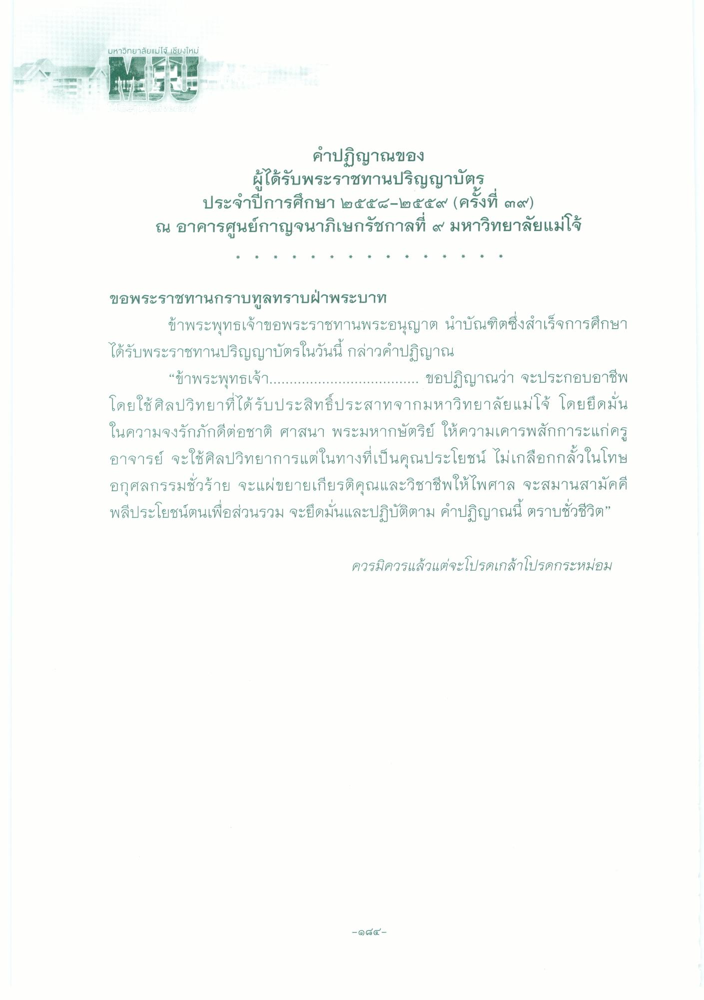 มหาวิทยาลัยแม่โจ้ เชียงใหม่
MJU
Maejo University
คำปฏิญาณของ
ผู้ได้รับพระราชทานปริญญาบัตร
ประจำปีการศึกษา ๒๕๕๘-๒๕๕๙ (ครั้งที่ ๓๙)
ณ อาคารศูนย์กาญจนาภิเษกรัชกาลที่ ๙ มหาวิทยาลัยแม่โจ้
* * * * * * * * * * * * * * *
ขอพระราชทานกราบทูลทราบฝ่าพระบาท
ข้าพระพุทธเจ้าขอพระราชทานพระอนุญาต นำบัณฑิตซึ่งสำเร็จการศึกษา
ได้รับพระราชทานปริญญาบัตรในวันนี้ กล่าวคำปฏิญาณ
“ข้าพระพุทธเจ้า..................................... ขอปฏิญาณว่า จะประกอบอาชีพ
โดยใช้ศิลปวิทยาที่ได้รับประสิทธิ์ประสาทจากมหาวิทยาลัยแม่โจ้ โดยยึดมั่น
ในความจงรักภักดีต่อชาติ ศาสนา พระมหากษัตริย์ ให้ความเคารพสักการะแก่ครู
อาจารย์ จะใช้ศิลปวิทยาการแต่ในทางที่เป็นคุณประโยชน์ ไม่เกลือกกลั้วในโทษ
อกุศลกรรมชั่วร้าย จะแผ่ขยายเกียรติคุณและวิชาชีพให้ไพศาล จะสมานสามัคคี
พลีประโยชน์ตนเพื่อส่วนรวม จะยึดมั่นและปฏิบัติตาม คำปฏิญาณนี้ ตราบชั่วชีวิต”
ควรมิควรแล้วแต่จะโปรดเกล้าโปรดกระหม่อม
-๑๘๔-